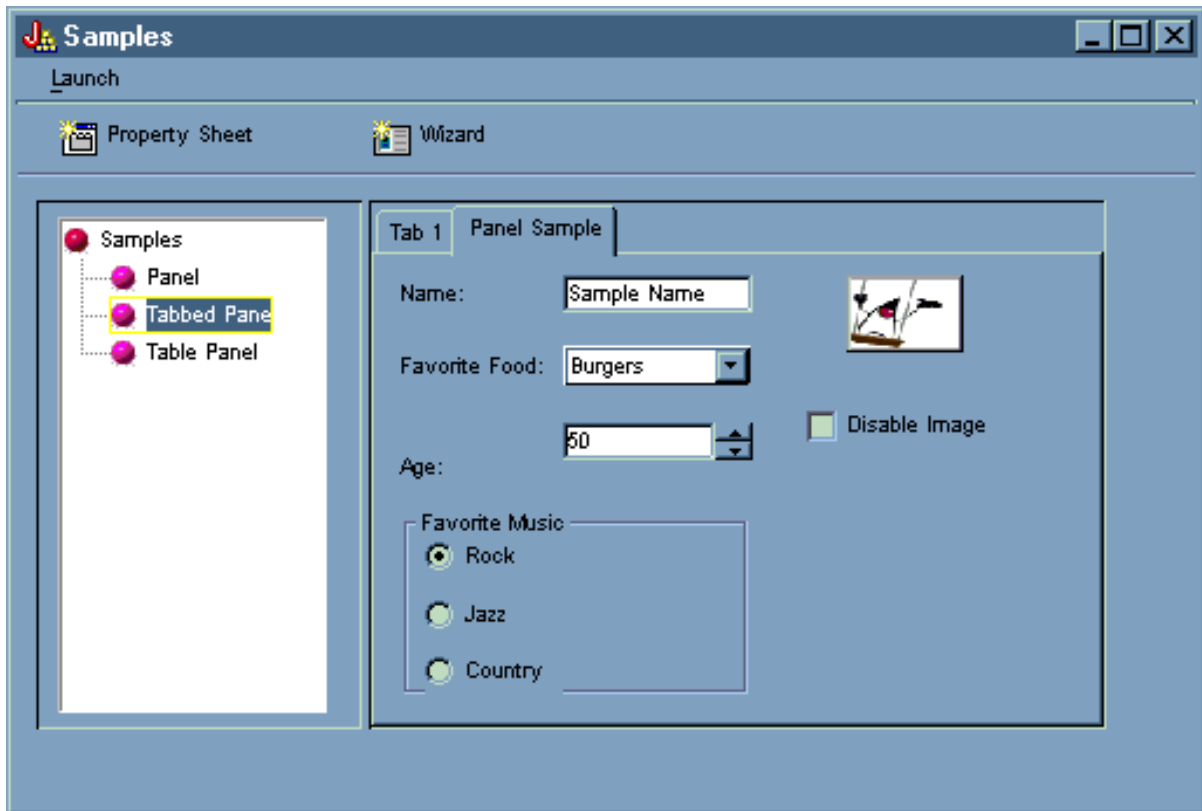 Samples
Launch
Property Sheet
Wizard
Samples
Panel
Tabbed Pane
Table Panel
Tab 1
Panel Sample
Name:
Sample Name
Favorite Food:
Burgers
Age:
50
Disable Image
Favorite Music
Rock
Jazz
Country